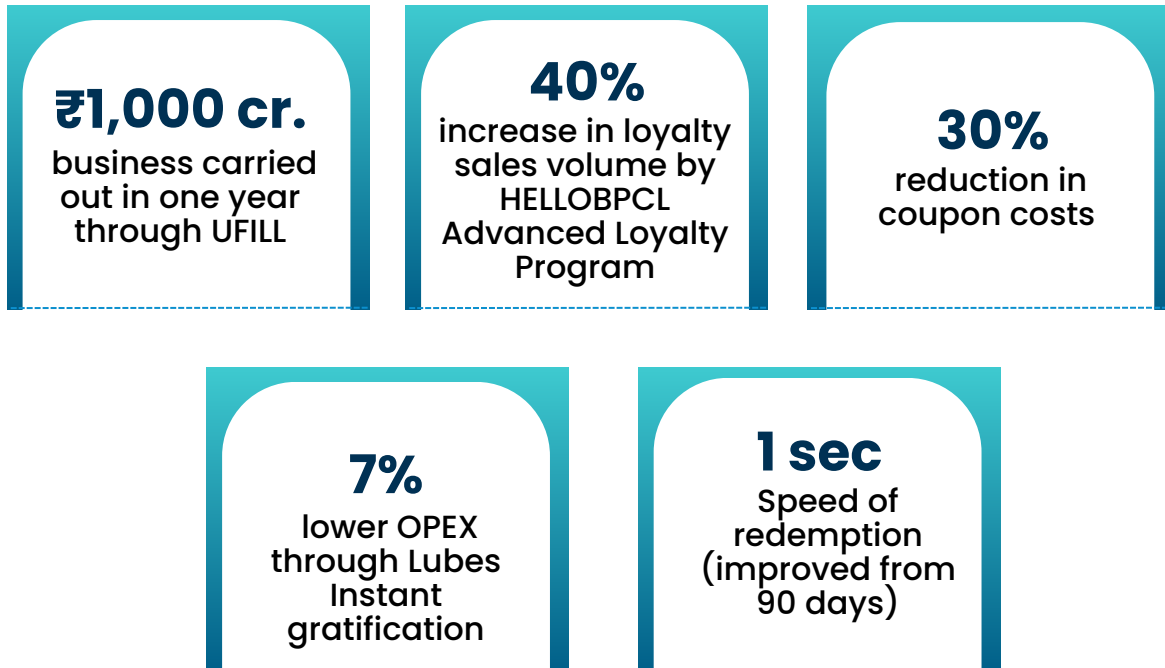 ₹1,000 cr.
business carried
out in one year
through UFILL
40%
increase in loyalty
sales volume by
HELLOBPCL
Advanced Loyalty
Program
30%
reduction in
coupon costs
7%
lower OPEX
through Lubes
Instant
gratification
1 sec
Speed of
redemption
(improved from
90 days)